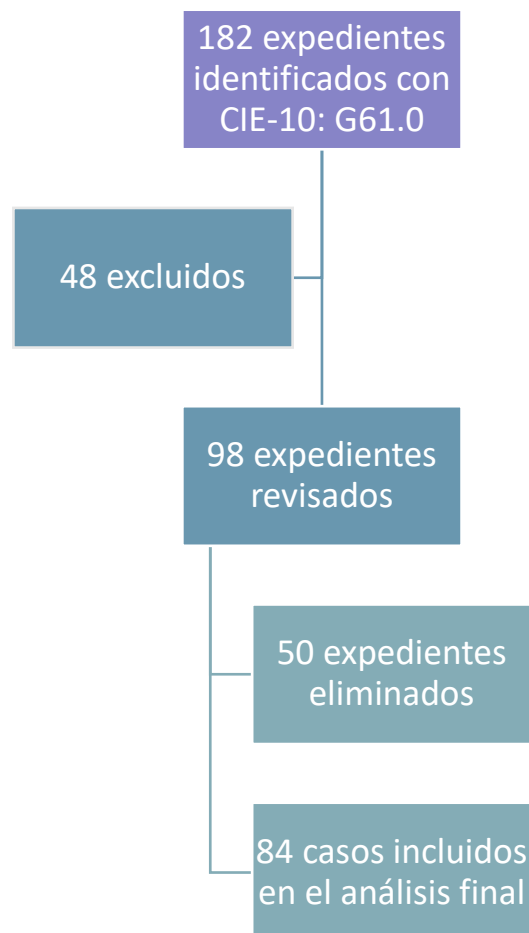 182 expedientes
identificados con
CIE-10: G61.0
48 excluidos
98 expedientes
revisados
50 expedientes
eliminados
84 casos incluidos
en el análisis final